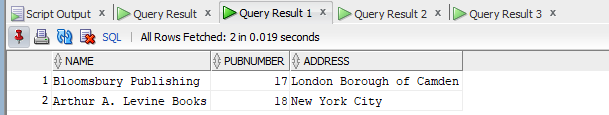 Script Output x Query Result x Query Result 1 x Query Result 2 x Query Result 3 x
SQL | All Rows Fetched: 2 in 0.019 seconds
NAME PUBNUMBER ADDRESS
1 Bloomsbury Publishing 17 London Borough of Camden
2 Arthur A. Levine Books 18 New York City